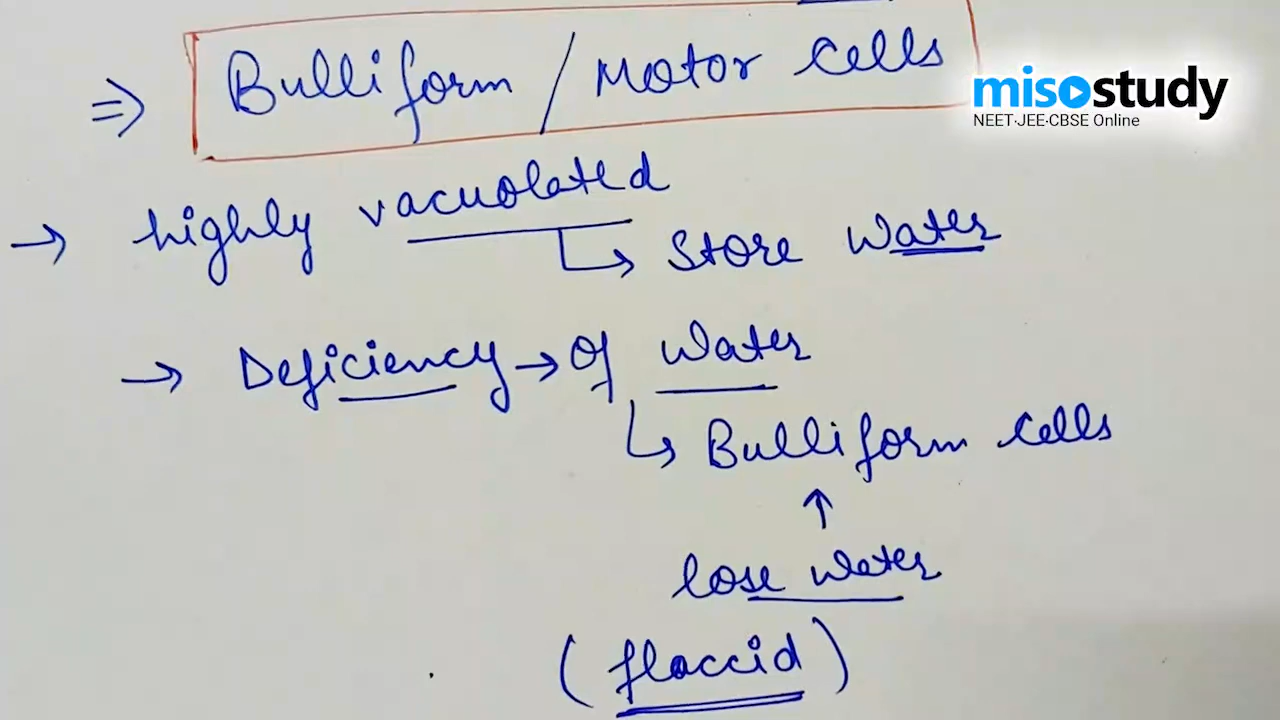 ⇒ Bulliform / Motor cells
misostudy
NEET·JEE·CBSE Online
→ highly vacuolated
↳ Store water
→ Deficiency → of water
↳ Bulliform cells
↑
lose water
(flaccid)